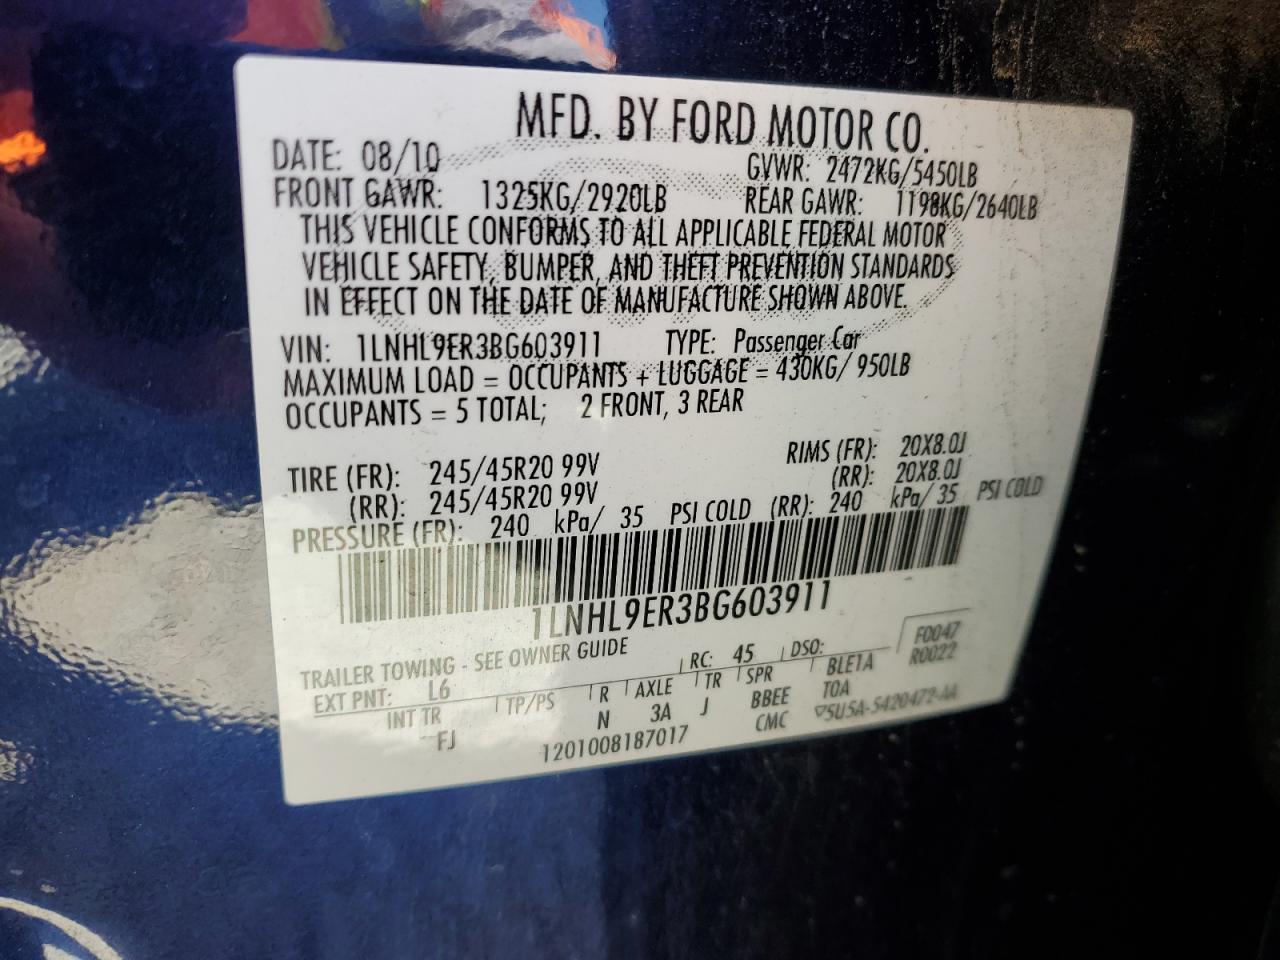 MFD. BY FORD MOTOR CO.
DATE: 08/10 GVWR: 2472KG/5450LB
FRONT GAWR: 1325KG/2920LB REAR GAWR: 1198KG/2640LB
THIS VEHICLE CONFORMS TO ALL APPLICABLE FEDERAL MOTOR
VEHICLE SAFETY, BUMPER, AND THEFT PREVENTION STANDARDS
IN EFFECT ON THE DATE OF MANUFACTURE SHOWN ABOVE.
VIN: 1LNHL9ER3BG603911 TYPE: Passenger Car
MAXIMUM LOAD = OCCUPANTS + LUGGAGE = 430KG/ 950LB
OCCUPANTS = 5 TOTAL; 2 FRONT, 3 REAR
TIRE (FR): 245/45R20 99V RIMS (FR): 20X8.0J
(RR): 245/45R20 99V (RR): 20X8.0J
PRESSURE (FR): 240 kPa/ 35 PSI COLD (RR): 240 kPa/ 35 PSI COLD
1LNHL9ER3BG603911
TRAILER TOWING - SEE OWNER GUIDE F0047
EXT PNT: L6 RC: 45 DSO: R0022
INT TR TP/PS R AXLE TR SPR BLE1A
FJ N 3A J BBEE TOA
1201008187017 CMC ▽5U5A-5420472-AA